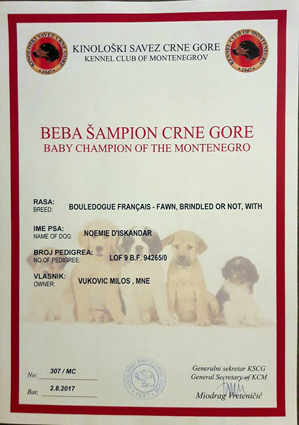 KINOLOŠKI SAVEZ CRNE GORE
KENNEL CLUB OF MONTENEGROV
BEBA ŠAMPION CRNE GORE
BABY CHAMPION OF THE MONTENEGRO
RASA:
BREED:
BOULEDOGUE FRANÇAIS - FAWN, BRINDLED OR NOT, WITH
IME PSA:
NAME OF DOG:
NOEMIE D'ISKANDAR
BROJ PEDIGREA:
NO OF PEDIGREE:
LOF 9 B.F. 94265/0
VLASNIK:
OWNER:
VUKOVIC MILOS , MNE
No: 307 / MC
Bar, 2.8.2017
Generalni sekretar KSCG
General Secretary of KCM
Miodrag Vreteničić